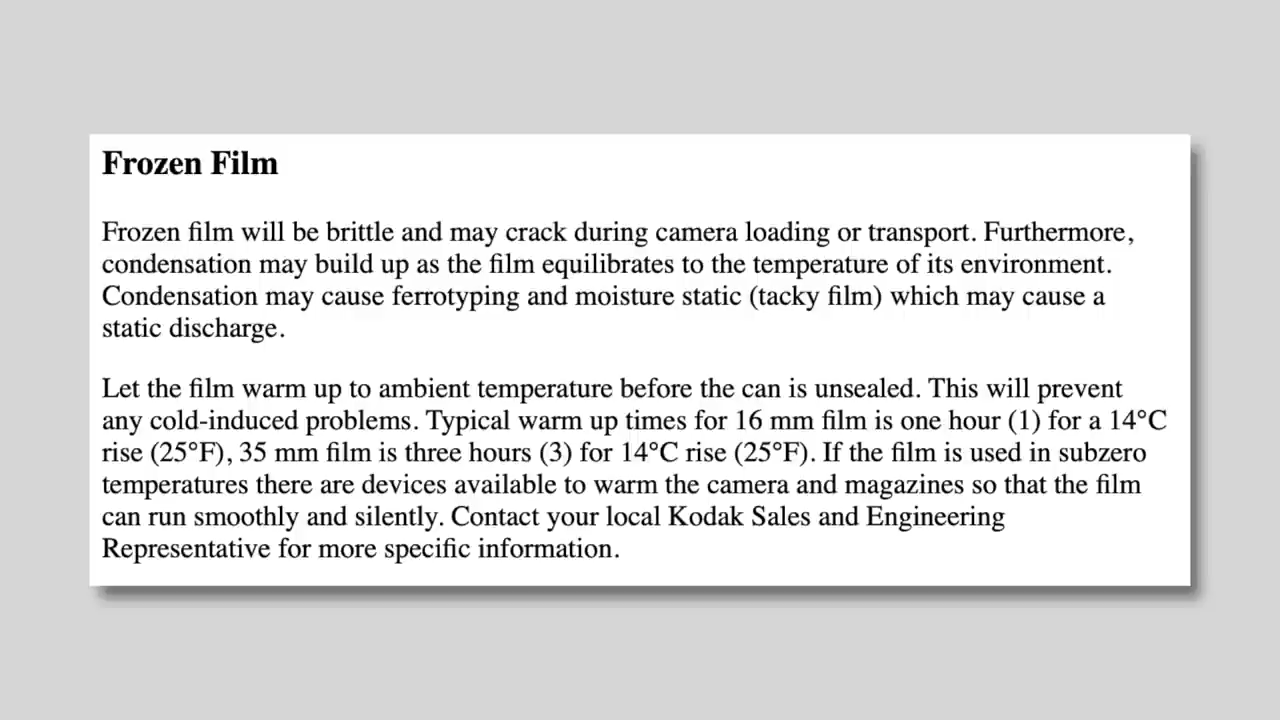 Frozen Film
Frozen film will be brittle and may crack during camera loading or transport. Furthermore,
condensation may build up as the film equilibrates to the temperature of its environment.
Condensation may cause ferrotyping and moisture static (tacky film) which may cause a
static discharge.
Let the film warm up to ambient temperature before the can is unsealed. This will prevent
any cold-induced problems. Typical warm up times for 16 mm film is one hour (1) for a 14°C
rise (25°F), 35 mm film is three hours (3) for 14°C rise (25°F). If the film is used in subzero
temperatures there are devices available to warm the camera and magazines so that the film
can run smoothly and silently. Contact your local Kodak Sales and Engineering
Representative for more specific information.